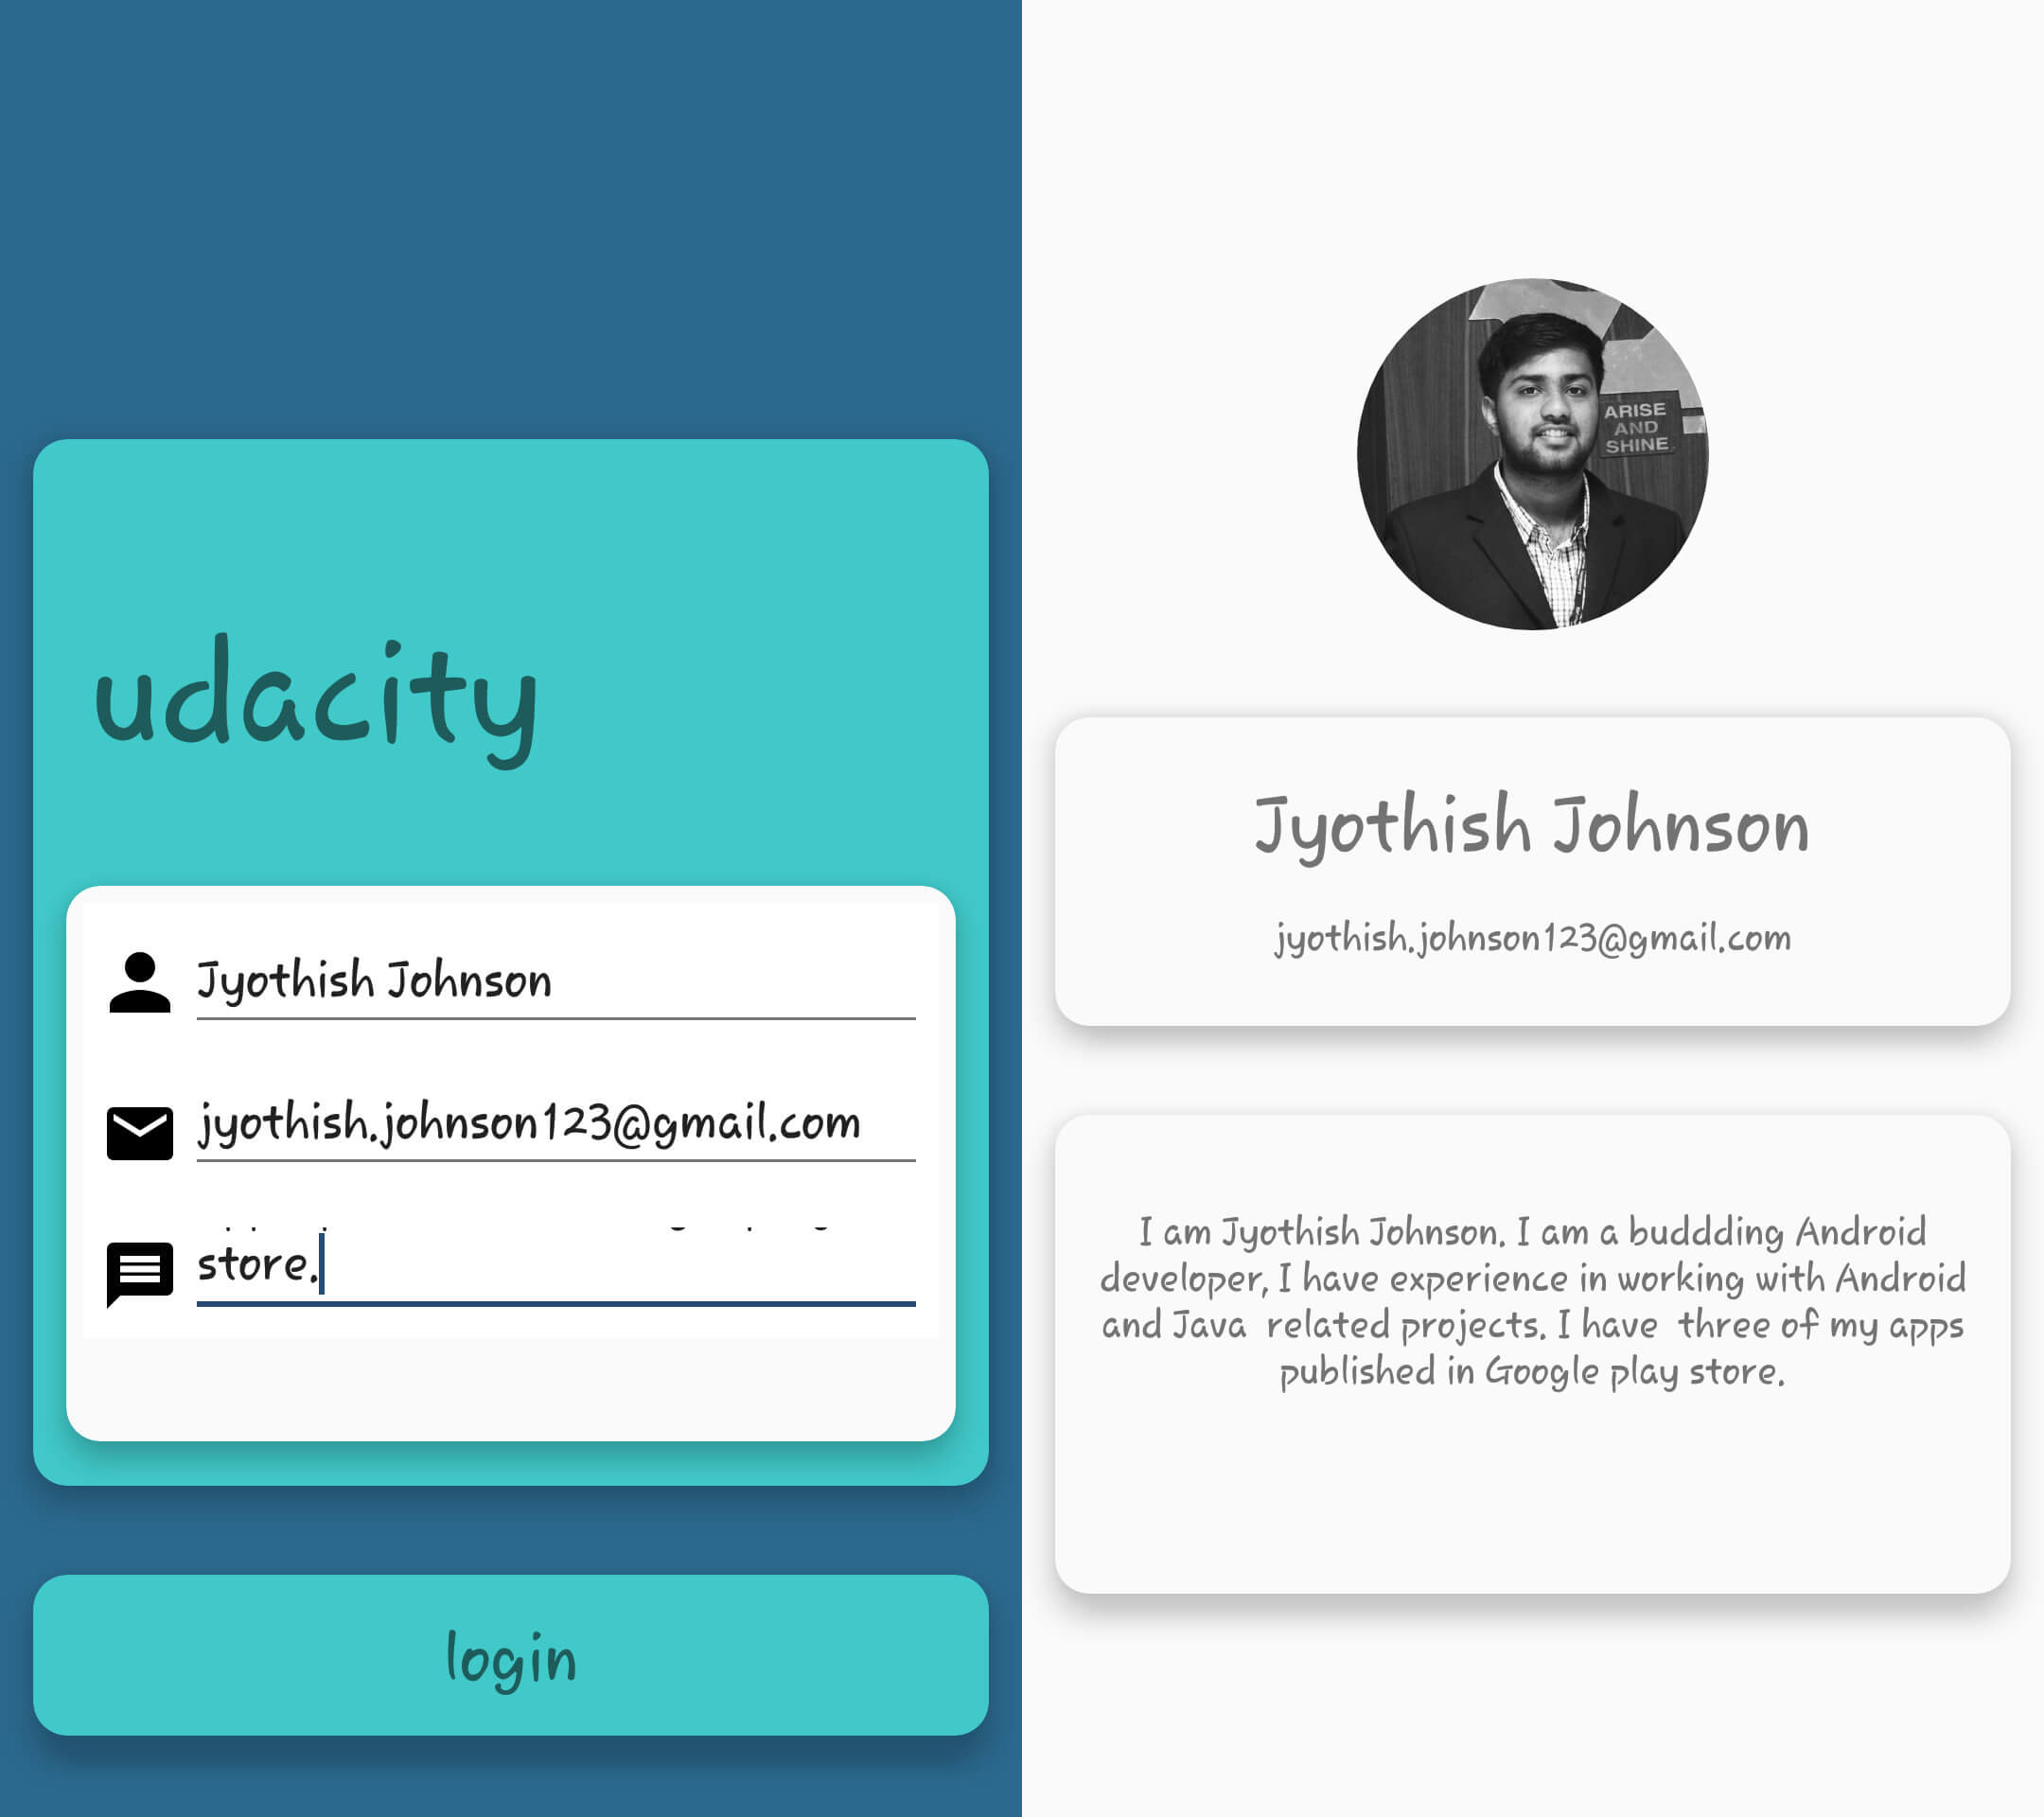 udacity
Jyothish Johnson
jyothish.johnson123@gmail.com
store.
login
ARISE
AND
SHINE
Jyothish Johnson
jyothish.johnson123@gmail.com
I am Jyothish Johnson. I am a buddding Android
developer, I have experience in working with Android
and Java  related projects. I have  three of my apps
published in Google play store.